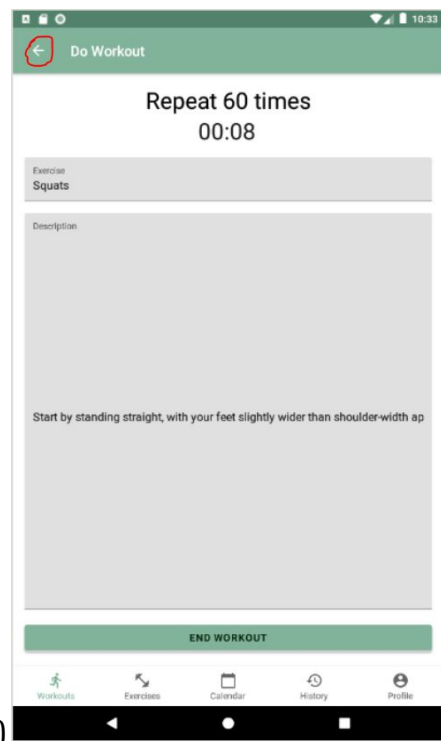 10:33
Do Workout
Repeat 60 times
00:08
Exercise
Squats
Description
Start by standing straight, with your feet slightly wider than shoulder-width ap
END WORKOUT
Workouts Exercises Calendar History Profile
)